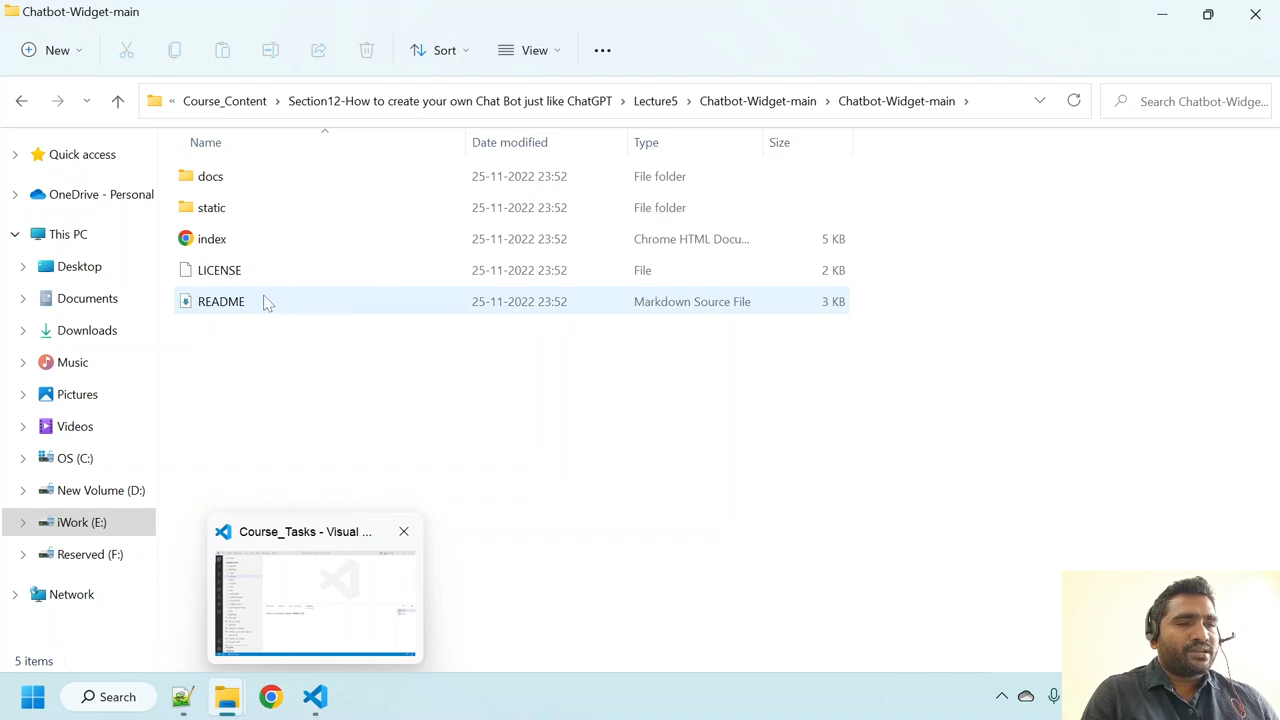 Chatbot-Widget-main
New Sort View
« Course_Content > Section12-How to create your own Chat Bot just like ChatGPT > Lecture5 > Chatbot-Widget-main > Chatbot-Widget-main >
Search Chatbot-Widge...
Name Date modified Type Size
Quick access
OneDrive - Personal
This PC
Desktop
Documents
Downloads
Music
Pictures
Videos
OS (C:)
New Volume (D:)
iWork (E:)
Reserved (F:)
Network
docs 25-11-2022 23:52 File folder
static 25-11-2022 23:52 File folder
index 25-11-2022 23:52 Chrome HTML Docu... 5 KB
LICENSE 25-11-2022 23:52 File 2 KB
README 25-11-2022 23:52 Markdown Source File 3 KB
Course_Tasks - Visual ...
5 items
Search